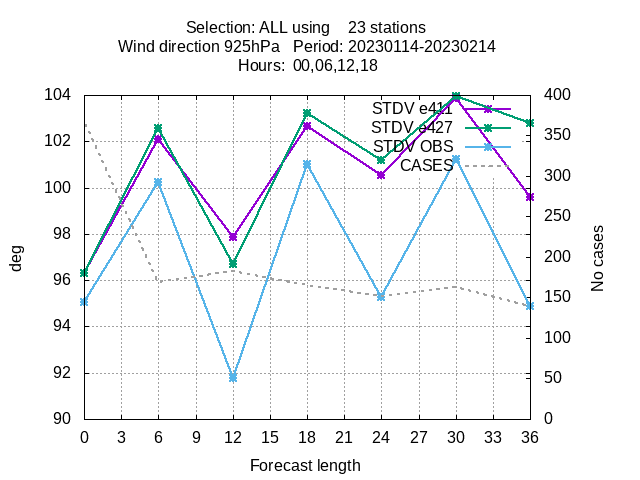 Selection: ALL using 23 stations
Wind direction 925hPa Period: 20230114-20230214
Hours: 00,06,12,18
104
102
100
98
96
94
92
90
deg
STDV e411
STDV e427
STDV OBS
CASES
400
350
300
250
200
150
100
50
0
No cases
0 3 6 9 12 15 18 21 24 27 30 33 36
Forecast length